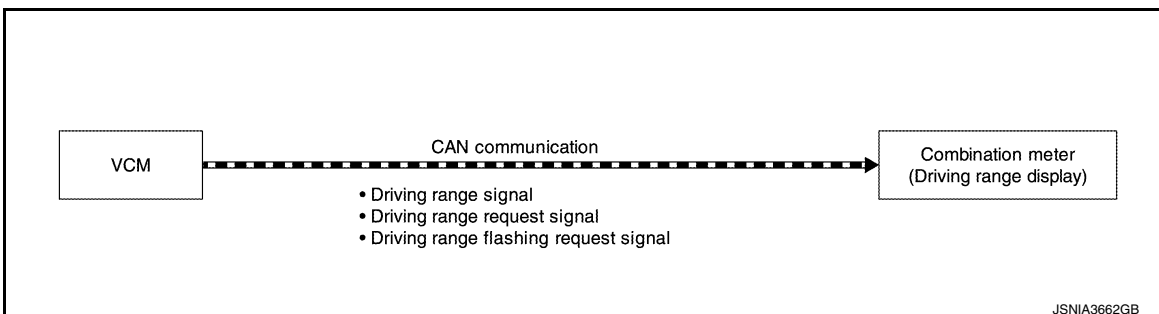 VCM
CAN communication
• Driving range signal
• Driving range request signal
• Driving range flashing request signal
Combination meter
(Driving range display)
JSNIA3662GB